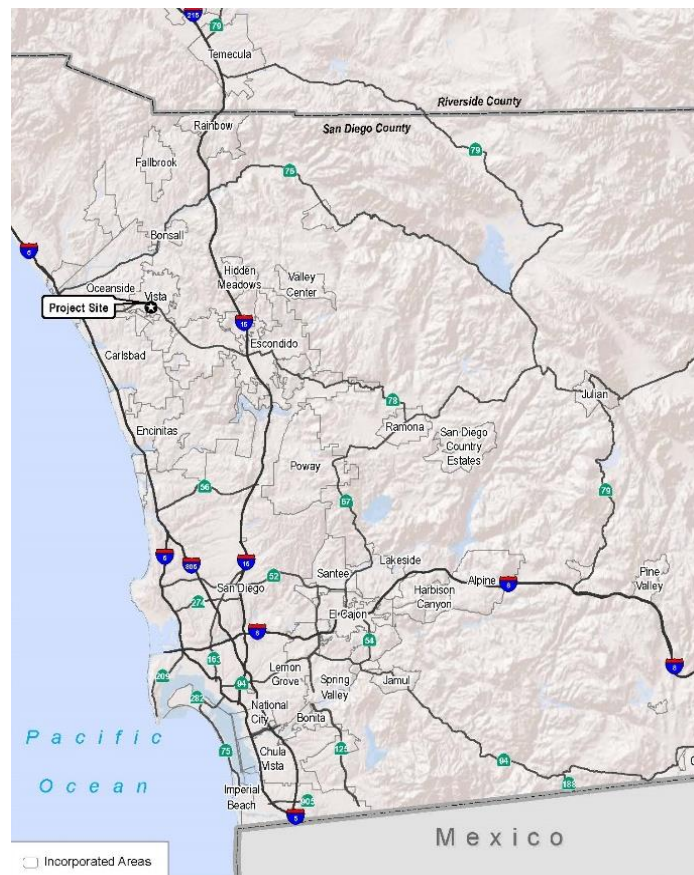 215
79
Temecula
Riverside County
San Diego County
Rainbow
79
Fallbrook
76
Bonsall
5
Hidden
Meadows
Valley
Center
Oceanside
Vista
Project Site
15
Escondido
Carlsbad
Julian
78
Ramona
Encinitas
San Diego
Country
Estates
Poway
56
67
79
5
805
15
Lakeside
Santee
52
San Diego
Alpine
8
Pine
Valley
Harbison
Canyon
274
El Cajon
8
54
163
Lemon
Grove
8
209
94
Spring
Valley
Jamul
282
National
City
Bonita
Pacific
Ocean
75
Chula
Vista
125
94
188
Imperial
Beach
905
5
Mexico
Incorporated Areas